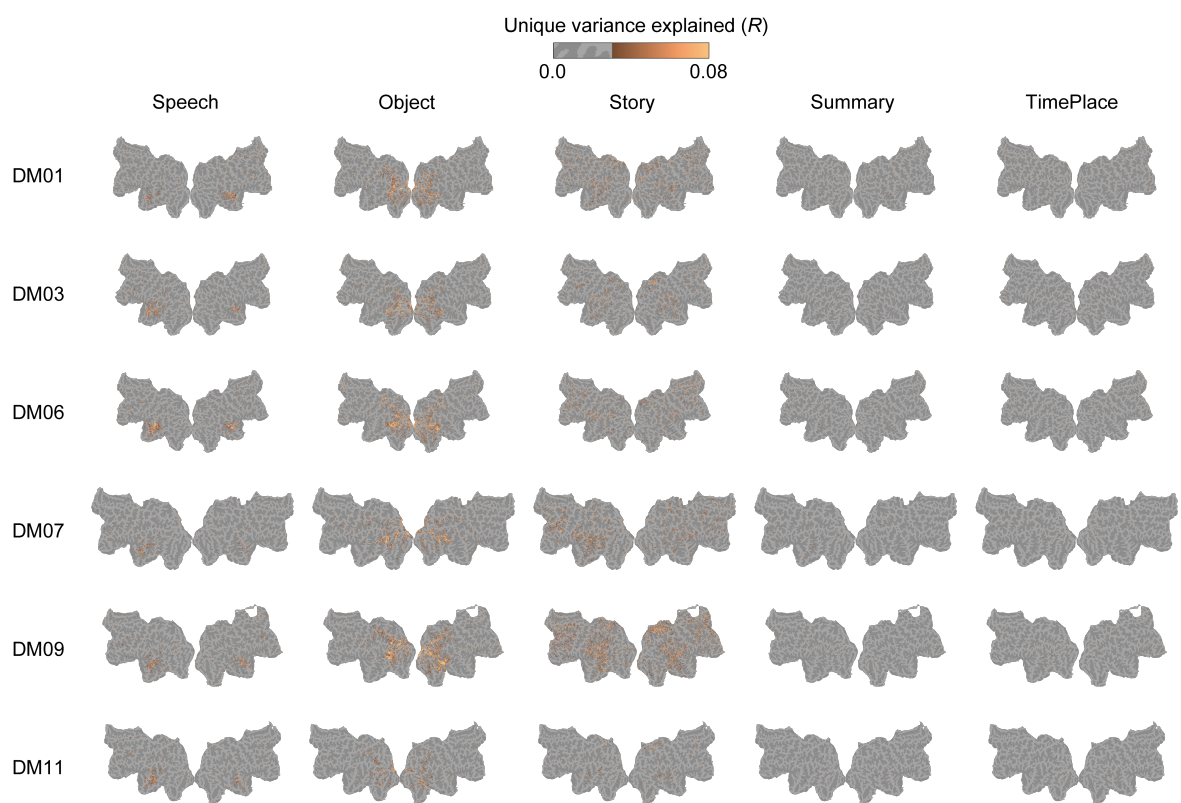 Unique variance explained (R)
0.0 0.08
Speech Object Story Summary TimePlace
DM01
DM03
DM06
DM07
DM09
DM11